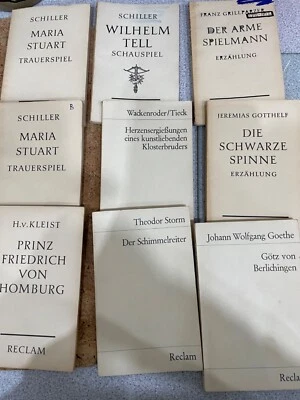 SCHILLER
MARIA
STUART
TRAUERSPIEL
SCHILLER
WILHELM
TELL
SCHAUSPIEL
FRANZ GRILLPARZER
DER ARME
SPIELMANN
ERZÄHLUNG
SCHILLER
MARIA
STUART
TRAUERSPIEL
B
Wackenroder/Tieck
Herzensergießungen
eines kunstliebenden
Klosterbruders
JEREMIAS GOTTHELF
DIE
SCHWARZE
SPINNE
ERZÄHLUNG
H.v.KLEIST
PRINZ
FRIEDRICH
VON
HOMBURG
RECLAM
Theodor Storm
Der Schimmelreiter
Reclam
Johann Wolfgang Goethe
Götz von
Berlichingen
Reclam